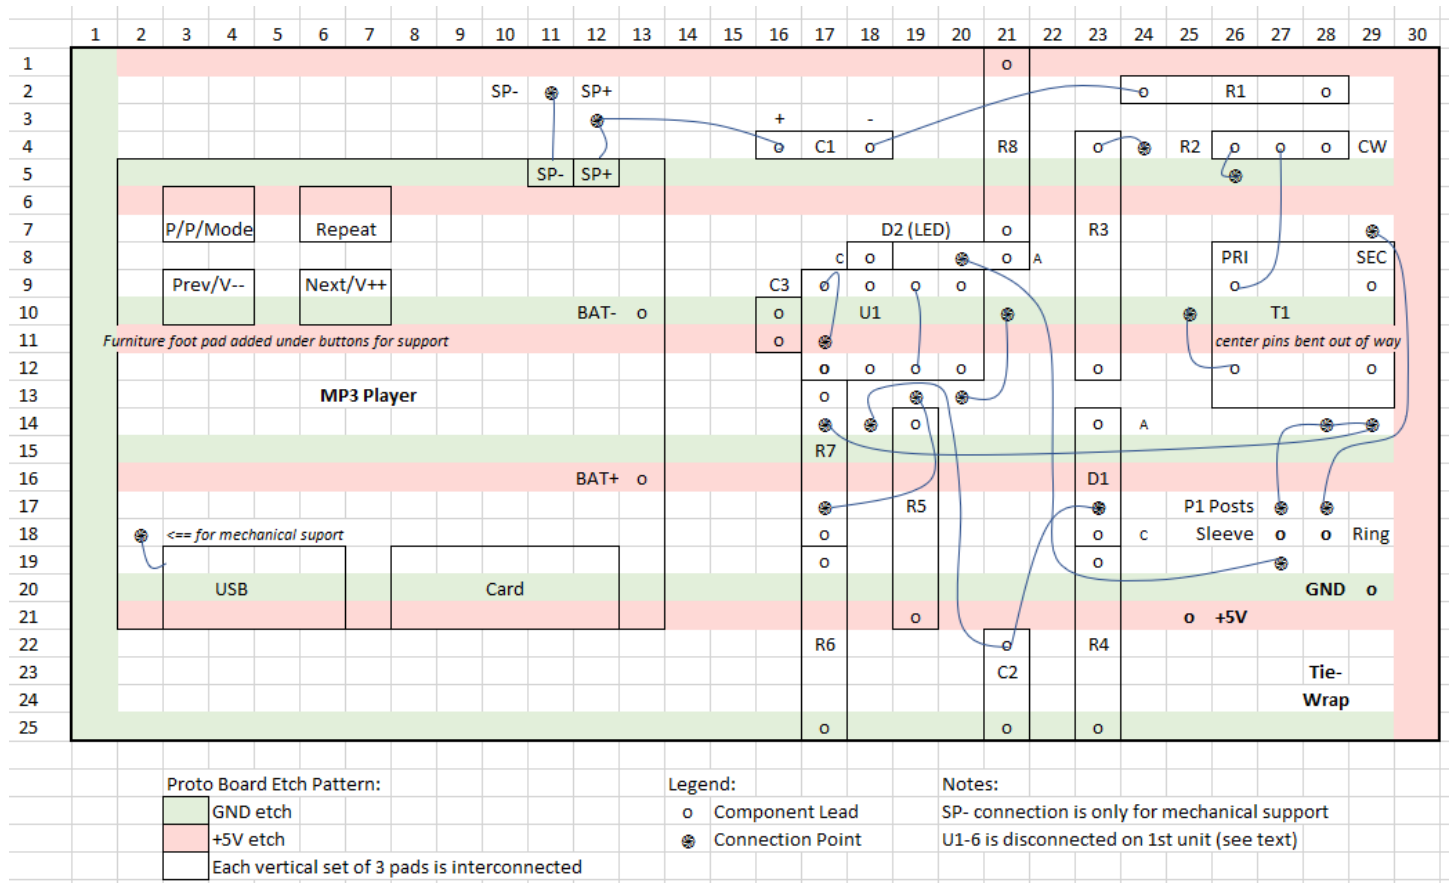 1 2 3 4 5 6 7 8 9 10 11 12 13 14 15 16 17 18 19 20 21 22 23 24 25 26 27 28 29 30
1 o
2 SP- SP+ o R1 o
3 + -
4 o C1 o R8 o R2 o o o CW
5 SP- SP+
6
7 P/P/Mode Repeat D2 (LED) o R3
8 C o o A PRI SEC
9 Prev/V-- Next/V++ C3 o o o o o o
10 BAT- o o U1 T1
11 Furniture foot pad added under buttons for support o center pins bent out of way
12 o o o o o o o
13 MP3 Player o
14 o o A
15 R7
16 BAT+ o D1
17 R5 P1 Posts
18 <== for mechanical suport o o C Sleeve o o Ring
19 o o
20 USB Card GND o
21 o o +5V
22 R6 o R4
23 C2 Tie-
24 Wrap
25 o o o
Proto Board Etch Pattern: Legend: Notes:
GND etch o Component Lead SP- connection is only for mechanical support
+5V etch Connection Point U1-6 is disconnected on 1st unit (see text)
Each vertical set of 3 pads is interconnected